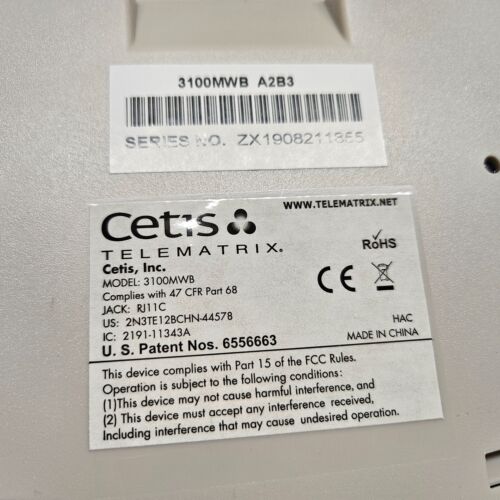 3100MWB A2B3
SERIES NO. ZX1908211355
WWW.TELEMATRIX.NET
Cetis
TELEMATRIX®
RoHS
Cetis, Inc.
MODEL: 3100MWB
Complies with 47 CFR Part 68
JACK: RJ11C
US: 2N3TE12BCHN-44578
IC: 2191-11343A
U. S. Patent Nos. 6556663
CE
HAC
MADE IN CHINA
This device complies with Part 15 of the FCC Rules.
Operation is subject to the following conditions:
(1)This device may not cause harmful interference, and
(2) This device must accept any interference received,
Including interference that may cause undesired operation.